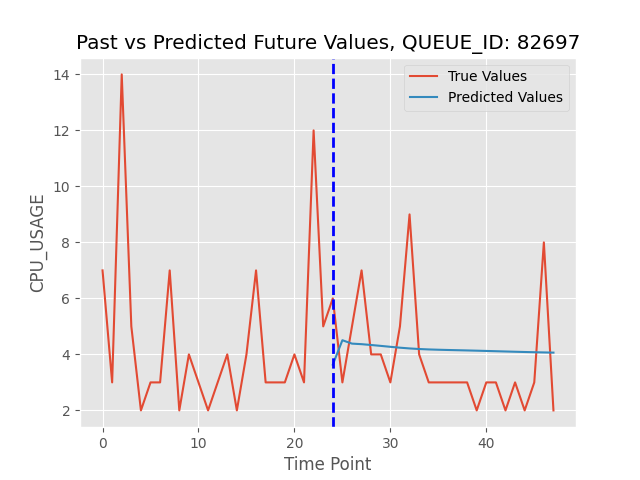 Past vs Predicted Future Values, QUEUE_ID: 82697
True Values
Predicted Values
CPU_USAGE
14
12
10
8
6
4
2
0
10
20
30
40
Time Point